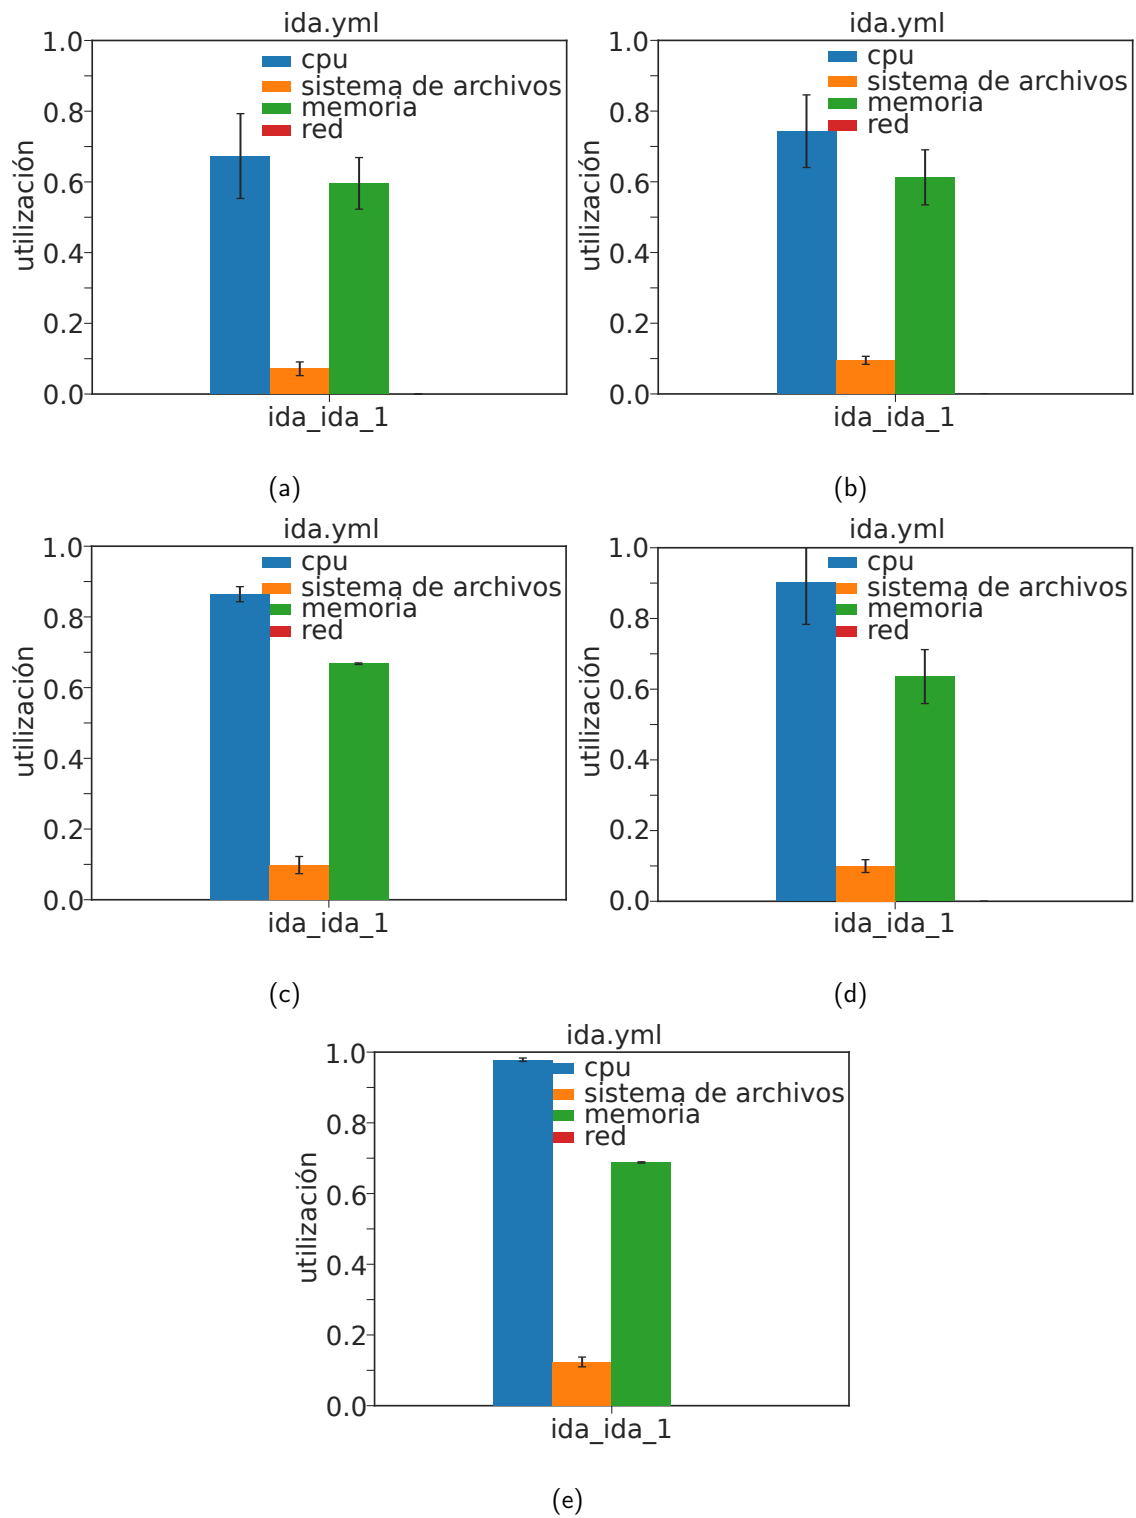 ida.yml
1.0
0.8
0.6
0.4
0.2
0.0
utilización
cpu
sistema de archivos
memoria
red
ida_ida_1
(a)
ida.yml
1.0
0.8
0.6
0.4
0.2
0.0
utilización
cpu
sistema de archivos
memoria
red
ida_ida_1
(b)
ida.yml
1.0
0.8
0.6
0.4
0.2
0.0
utilización
cpu
sistema de archivos
memoria
red
ida_ida_1
(c)
ida.yml
1.0
0.8
0.6
0.4
0.2
0.0
utilización
cpu
sistema de archivos
memoria
red
ida_ida_1
(d)
ida.yml
1.0
0.8
0.6
0.4
0.2
0.0
utilización
cpu
sistema de archivos
memoria
red
ida_ida_1
(e)